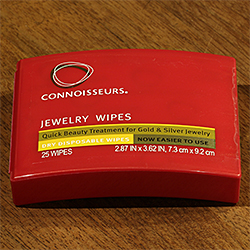 CONNOISSEURS.
JEWELRY WIPES
Quick Beauty Treatment for Gold & Silver Jewelry
DRY DISPOSABLE WIPES NOW EASIER TO USE
25 WIPES 2.87 IN x 3.62 IN, 7.3 cm x 9.2 cm